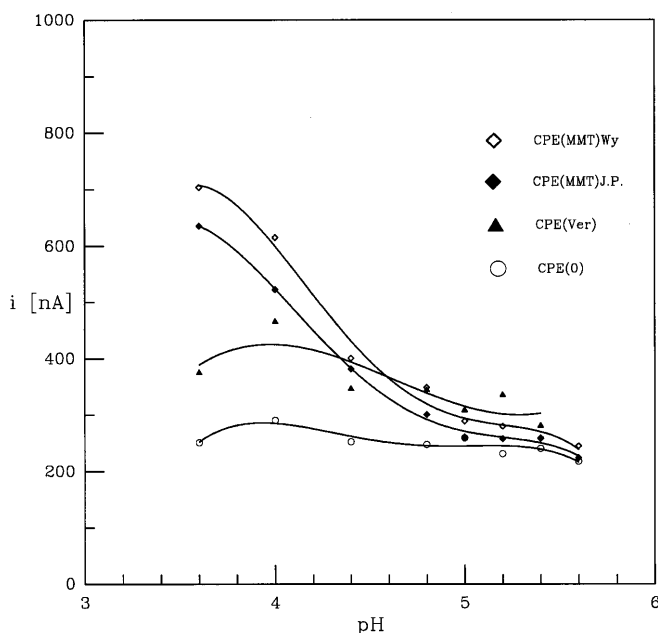 1000
800
600
400
200
0
i [nA]
3
4
5
6
pH
CPE(MMT)Wy
CPE(MMT)J.P.
CPE(Ver)
CPE(0)